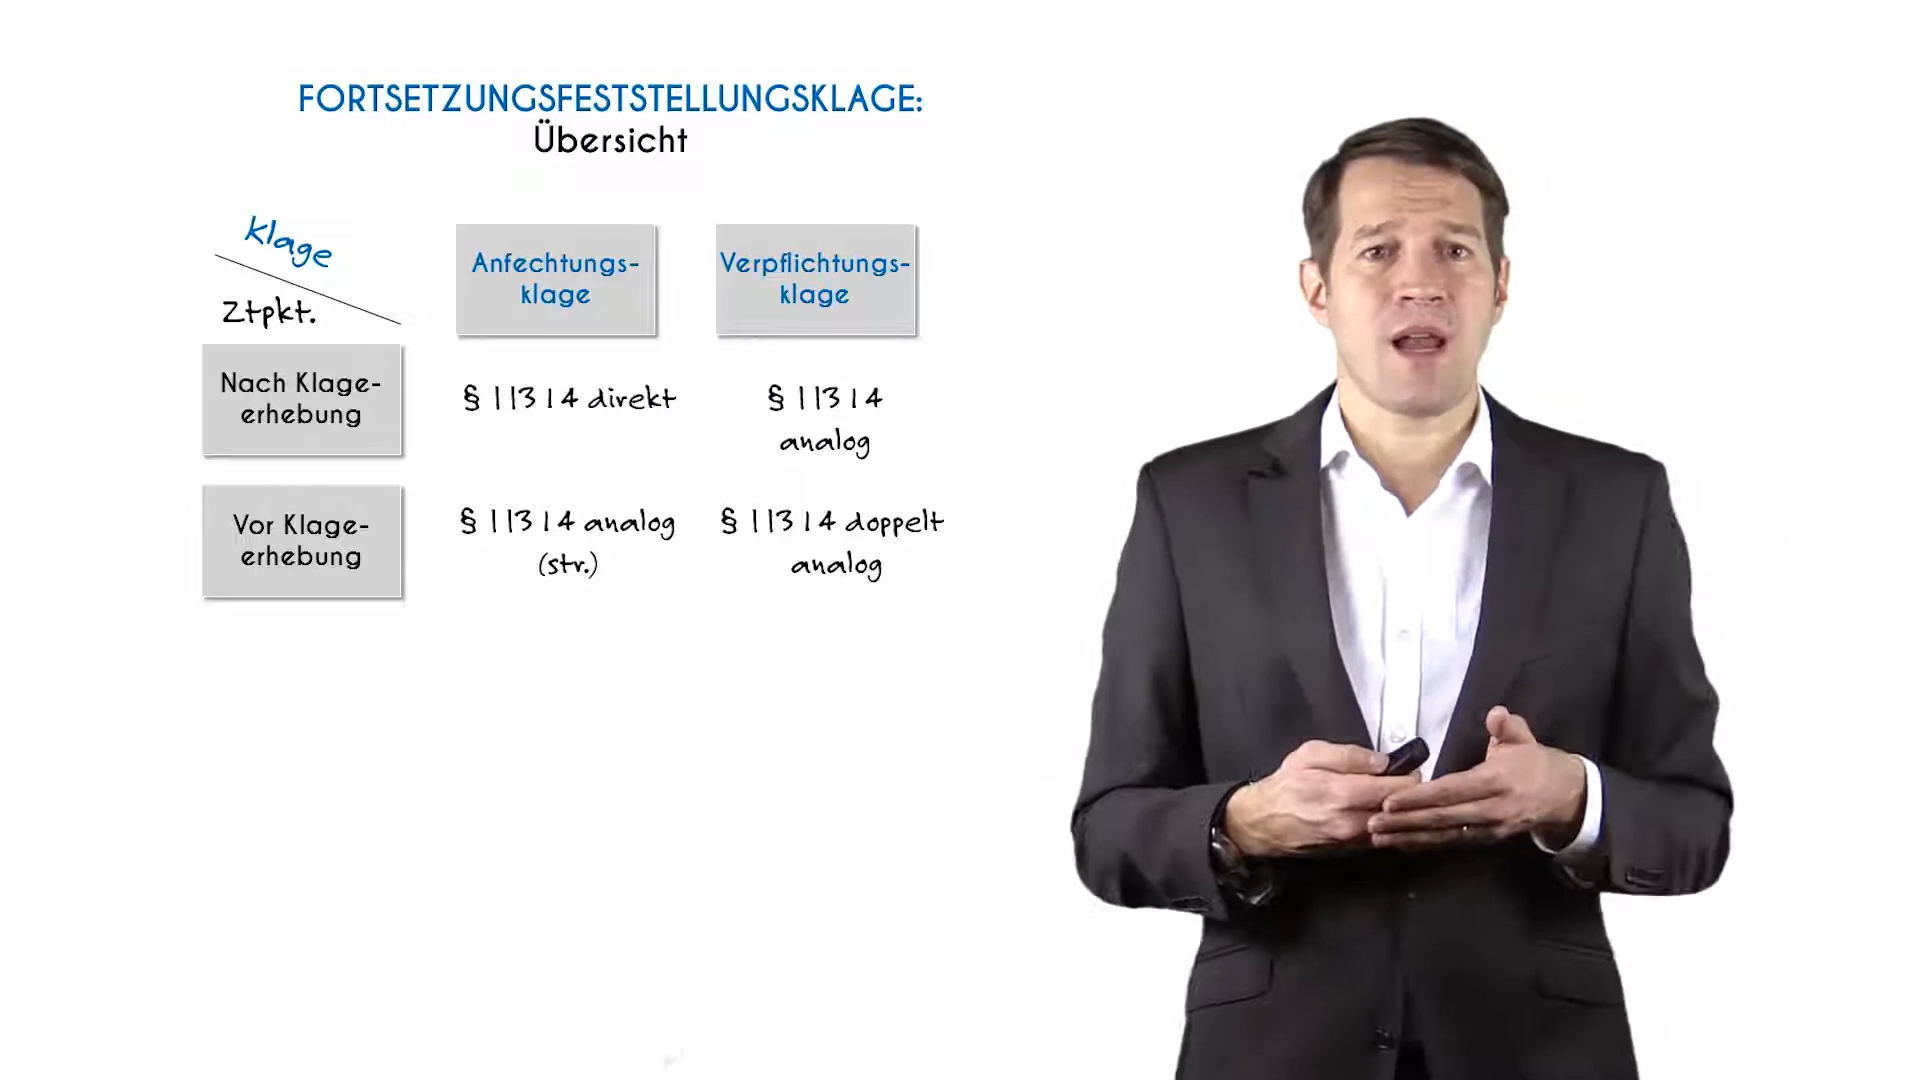 FORTSETZUNGSFESTSTELLUNGSKLAGE:
Übersicht
Klage
Ztpkt.
Anfechtungs-
klage
Verpflichtungs-
klage
Nach Klage-
erhebung
§ 113 I 4 direkt
§ 113 I 4
analog
Vor Klage-
erhebung
§ 113 I 4 analog
(str.)
§ 113 I 4 doppelt
analog